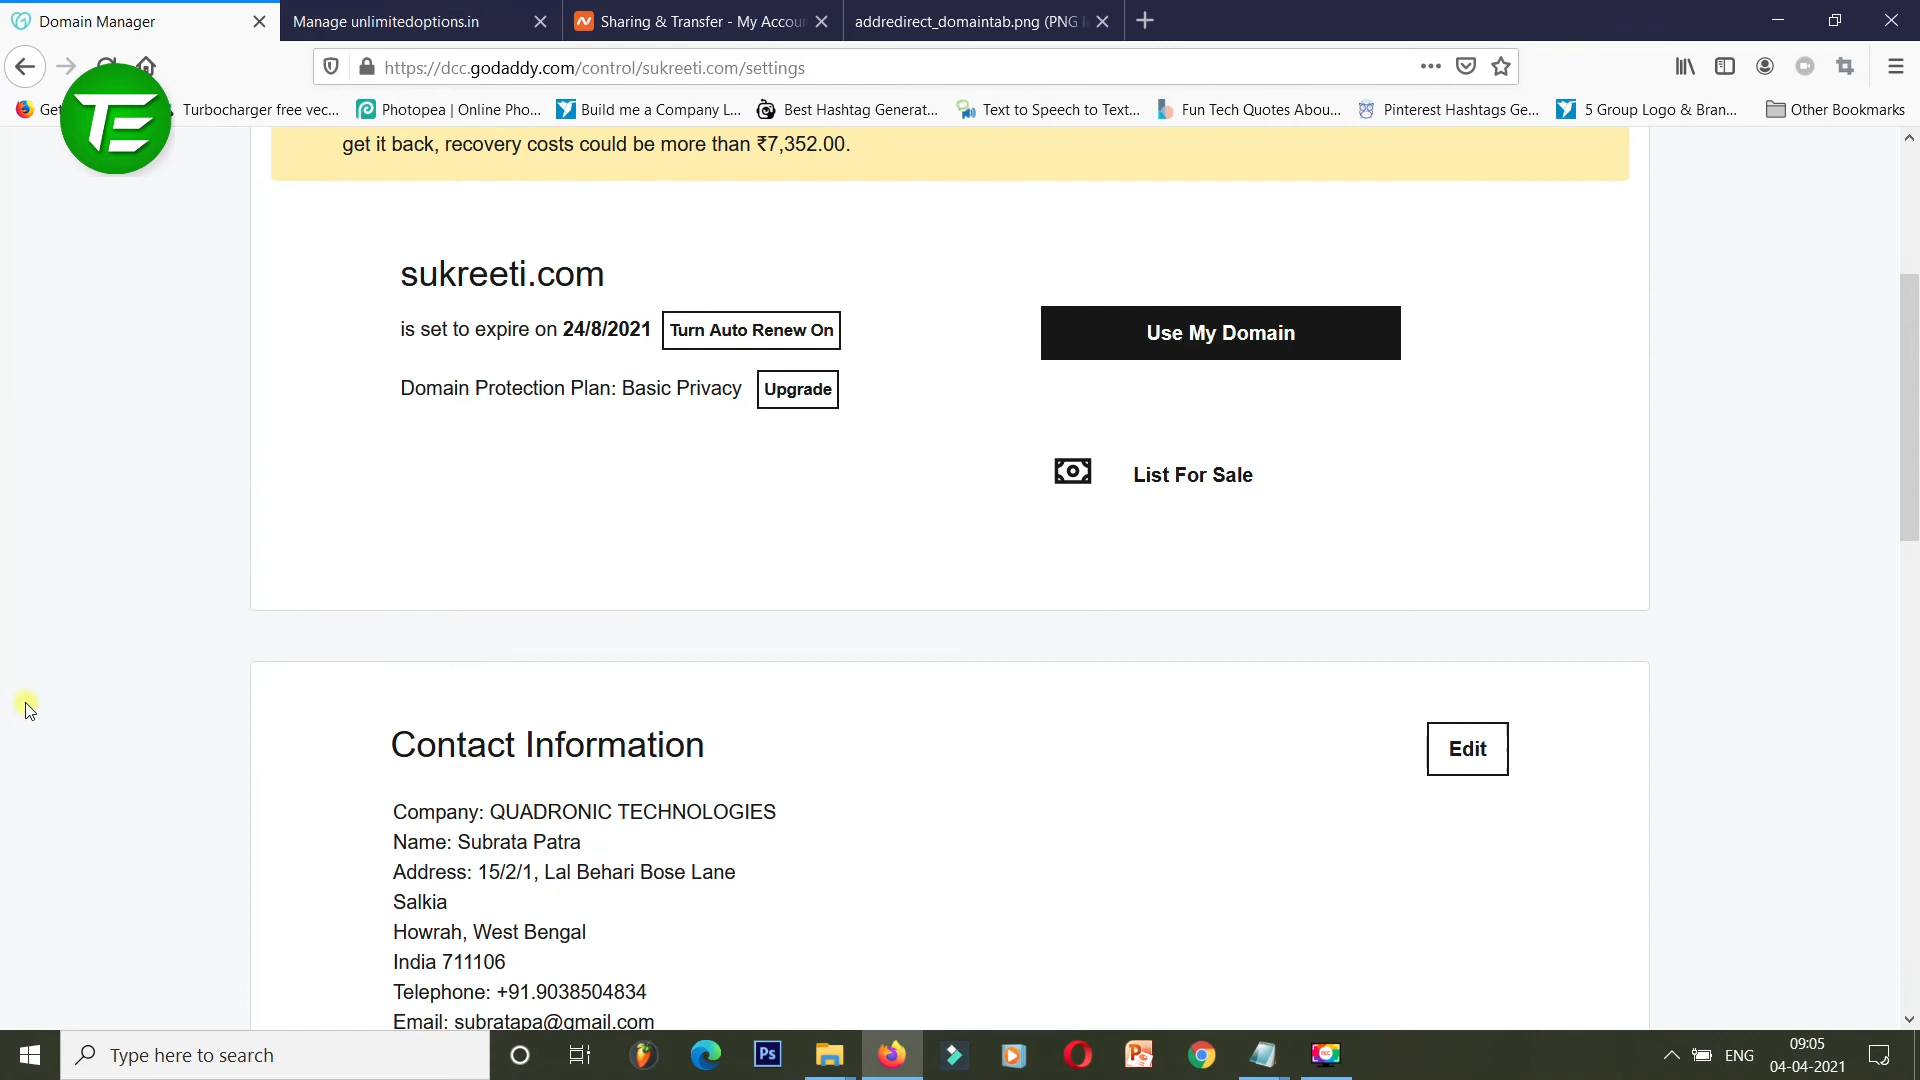 Domain Manager
Manage unlimitedoptions.in
Sharing & Transfer - My Accou
addredirect_domaintab.png (PNG I
https://dcc.godaddy.com/control/sukreeti.com/settings
Get
TE
Turbocharger free vec...
Photopea | Online Pho...
Build me a Company L...
Best Hashtag Generat...
Text to Speech to Text...
Fun Tech Quotes Abou...
Pinterest Hashtags Ge...
5 Group Logo & Bran...
Other Bookmarks
get it back, recovery costs could be more than ₹7,352.00.
sukreeti.com
is set to expire on 24/8/2021
Turn Auto Renew On
Use My Domain
Domain Protection Plan: Basic Privacy
Upgrade
List For Sale
Contact Information
Edit
Company: QUADRONIC TECHNOLOGIES
Name: Subrata Patra
Address: 15/2/1, Lal Behari Bose Lane
Salkia
Howrah, West Bengal
India 711106
Telephone: +91.9038504834
Email: subratapa@gmail.com
Type here to search
Ps
ENG
09:05
04-04-2021